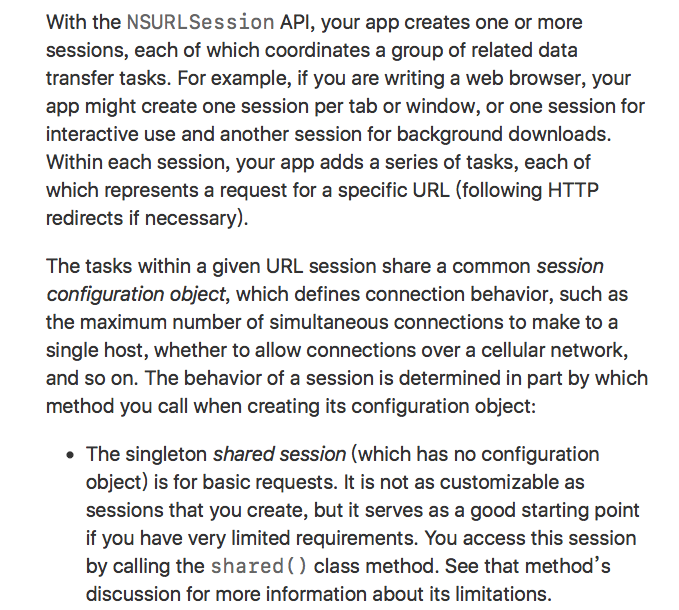 With the NSURLSession API, your app creates one or more
sessions, each of which coordinates a group of related data
transfer tasks. For example, if you are writing a web browser, your
app might create one session per tab or window, or one session for
interactive use and another session for background downloads.
Within each session, your app adds a series of tasks, each of
which represents a request for a specific URL (following HTTP
redirects if necessary).
The tasks within a given URL session share a common session
configuration object, which defines connection behavior, such as
the maximum number of simultaneous connections to make to a
single host, whether to allow connections over a cellular network,
and so on. The behavior of a session is determined in part by which
method you call when creating its configuration object:
• The singleton shared session (which has no configuration
object) is for basic requests. It is not as customizable as
sessions that you create, but it serves as a good starting point
if you have very limited requirements. You access this session
by calling the shared() class method. See that method's
discussion for more information about its limitations.